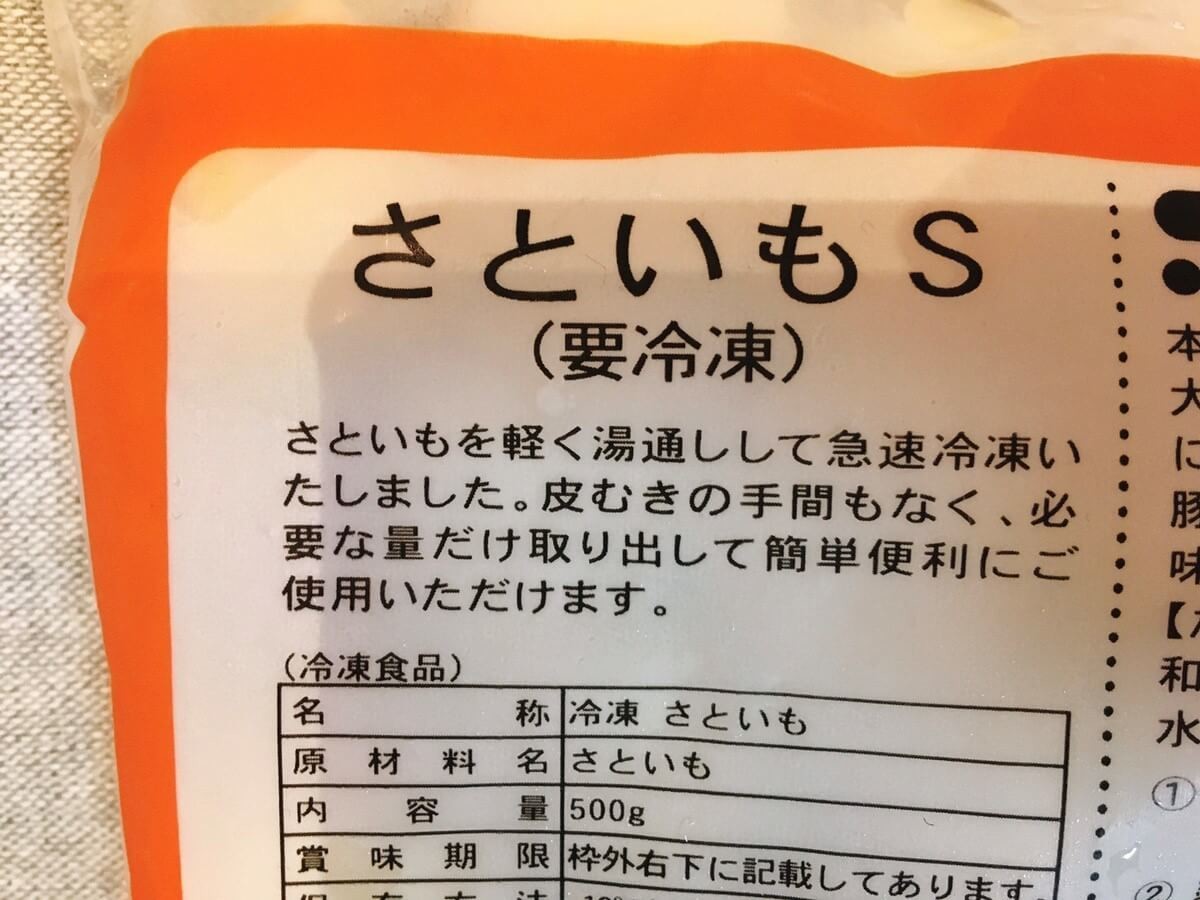 さといもS
(要冷凍)
さといもを軽く湯通しして急速冷凍い
たしました。皮むきの手間もなく、必
要な量だけ取り出して簡単便利にご
使用いただけます。
(冷凍食品)
名称 冷凍 さといも
原材料名 さといも
内容量 500g
賞味期限 枠外右下に記載してあります。
本
大
に
豚
味
和
水
①
②